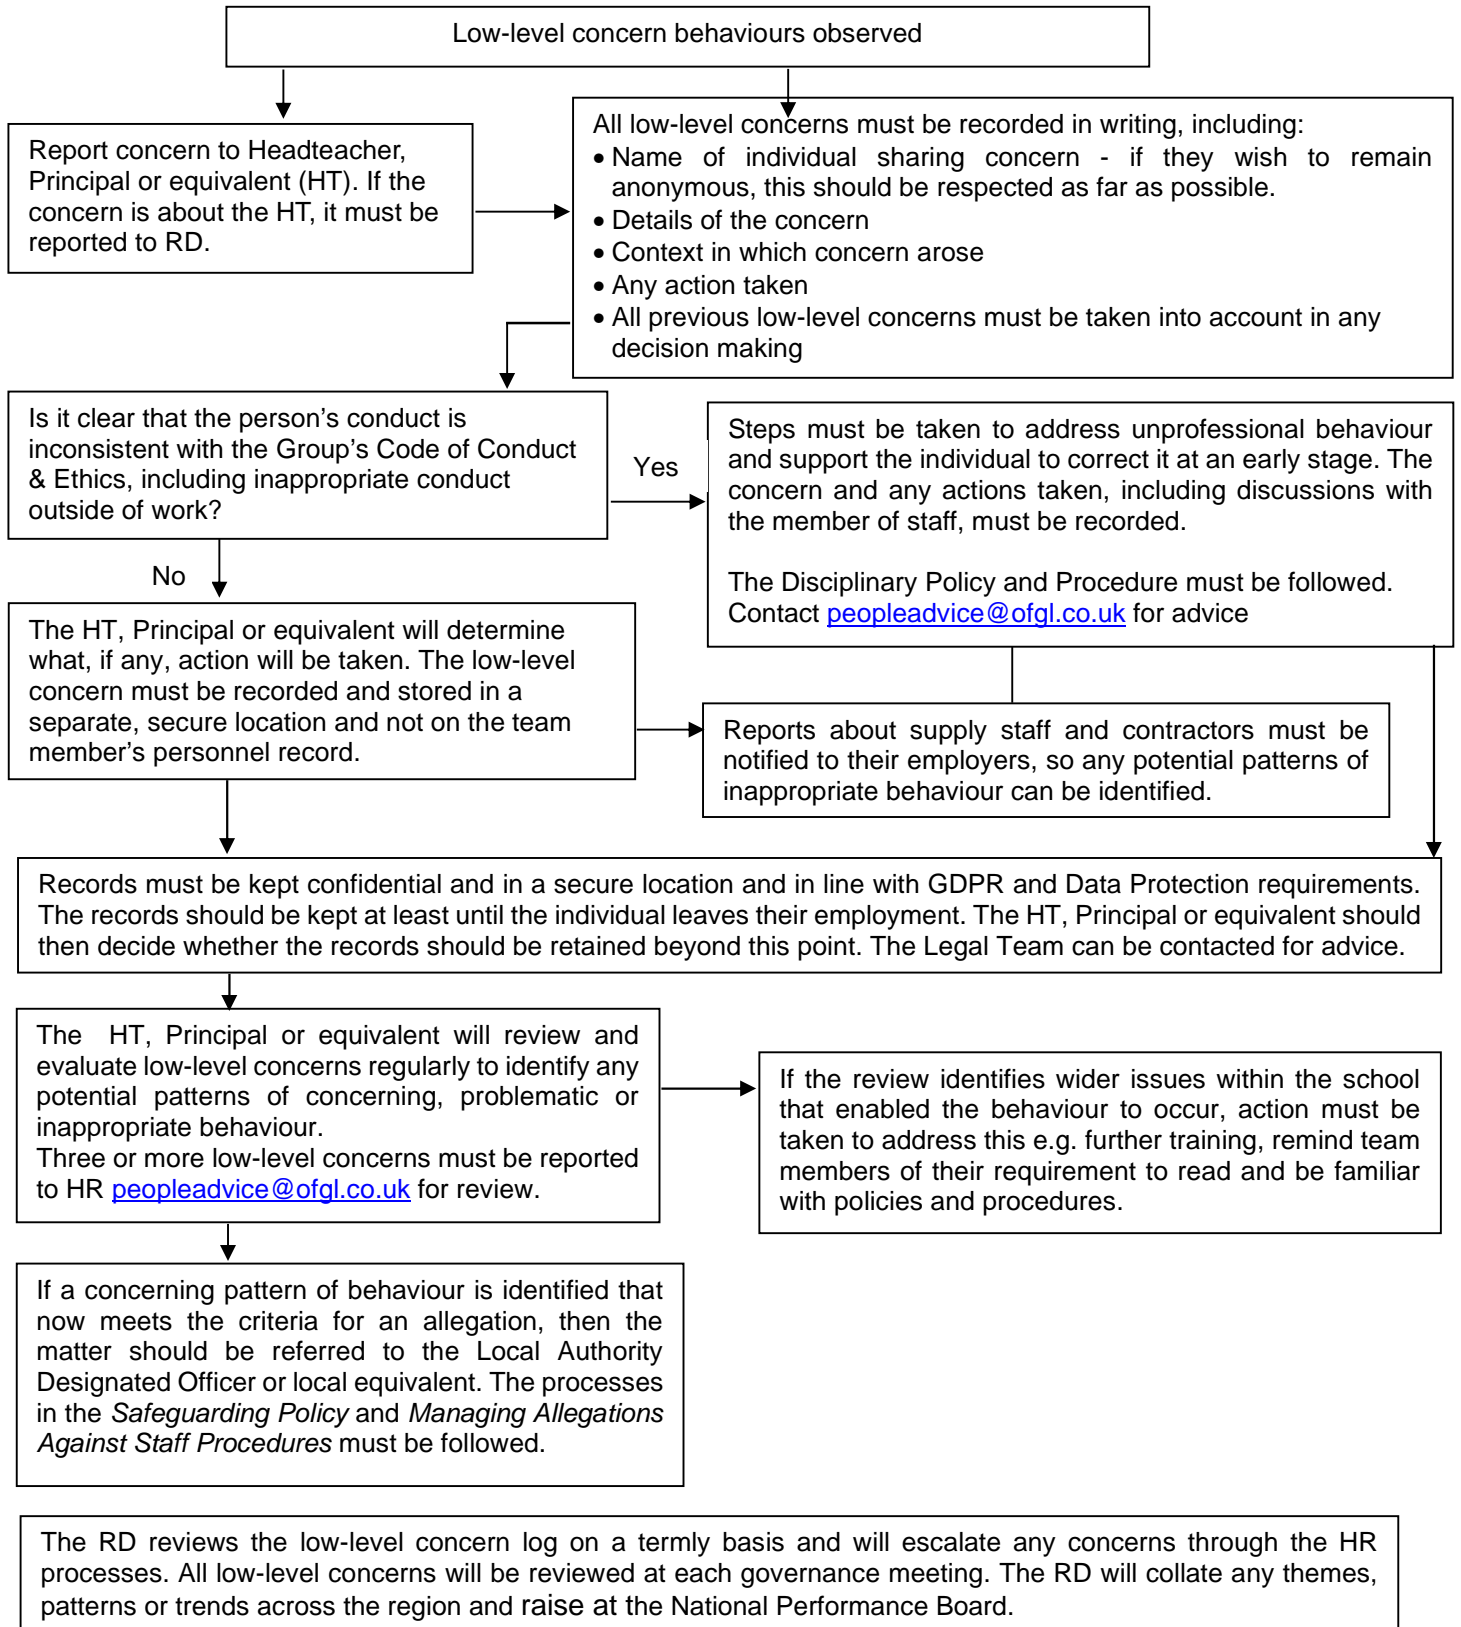 Low-level concern behaviours observed
Report concern to Headteacher,
Principal or equivalent (HT). If the
concern is about the HT, it must be
reported to RD.
All low-level concerns must be recorded in writing, including:
• Name of individual sharing concern - if they wish to remain
anonymous, this should be respected as far as possible.
• Details of the concern
• Context in which concern arose
• Any action taken
• All previous low-level concerns must be taken into account in any
decision making
Is it clear that the person’s conduct is
inconsistent with the Group’s Code of Conduct
& Ethics, including inappropriate conduct
outside of work?
Yes
Steps must be taken to address unprofessional behaviour
and support the individual to correct it at an early stage. The
concern and any actions taken, including discussions with
the member of staff, must be recorded.
The Disciplinary Policy and Procedure must be followed.
Contact peopleadvice@ofgl.co.uk for advice
No
The HT, Principal or equivalent will determine
what, if any, action will be taken. The low-level
concern must be recorded and stored in a
separate, secure location and not on the team
member’s personnel record.
Reports about supply staff and contractors must be
notified to their employers, so any potential patterns of
inappropriate behaviour can be identified.
Records must be kept confidential and in a secure location and in line with GDPR and Data Protection requirements.
The records should be kept at least until the individual leaves their employment. The HT, Principal or equivalent should
then decide whether the records should be retained beyond this point. The Legal Team can be contacted for advice.
The HT, Principal or equivalent will review and
evaluate low-level concerns regularly to identify any
potential patterns of concerning, problematic or
inappropriate behaviour.
Three or more low-level concerns must be reported
to HR peopleadvice@ofgl.co.uk for review.
If the review identifies wider issues within the school
that enabled the behaviour to occur, action must be
taken to address this e.g. further training, remind team
members of their requirement to read and be familiar
with policies and procedures.
If a concerning pattern of behaviour is identified that
now meets the criteria for an allegation, then the
matter should be referred to the Local Authority
Designated Officer or local equivalent. The processes
in the Safeguarding Policy and Managing Allegations
Against Staff Procedures must be followed.
The RD reviews the low-level concern log on a termly basis and will escalate any concerns through the HR
processes. All low-level concerns will be reviewed at each governance meeting. The RD will collate any themes,
patterns or trends across the region and raise at the National Performance Board.